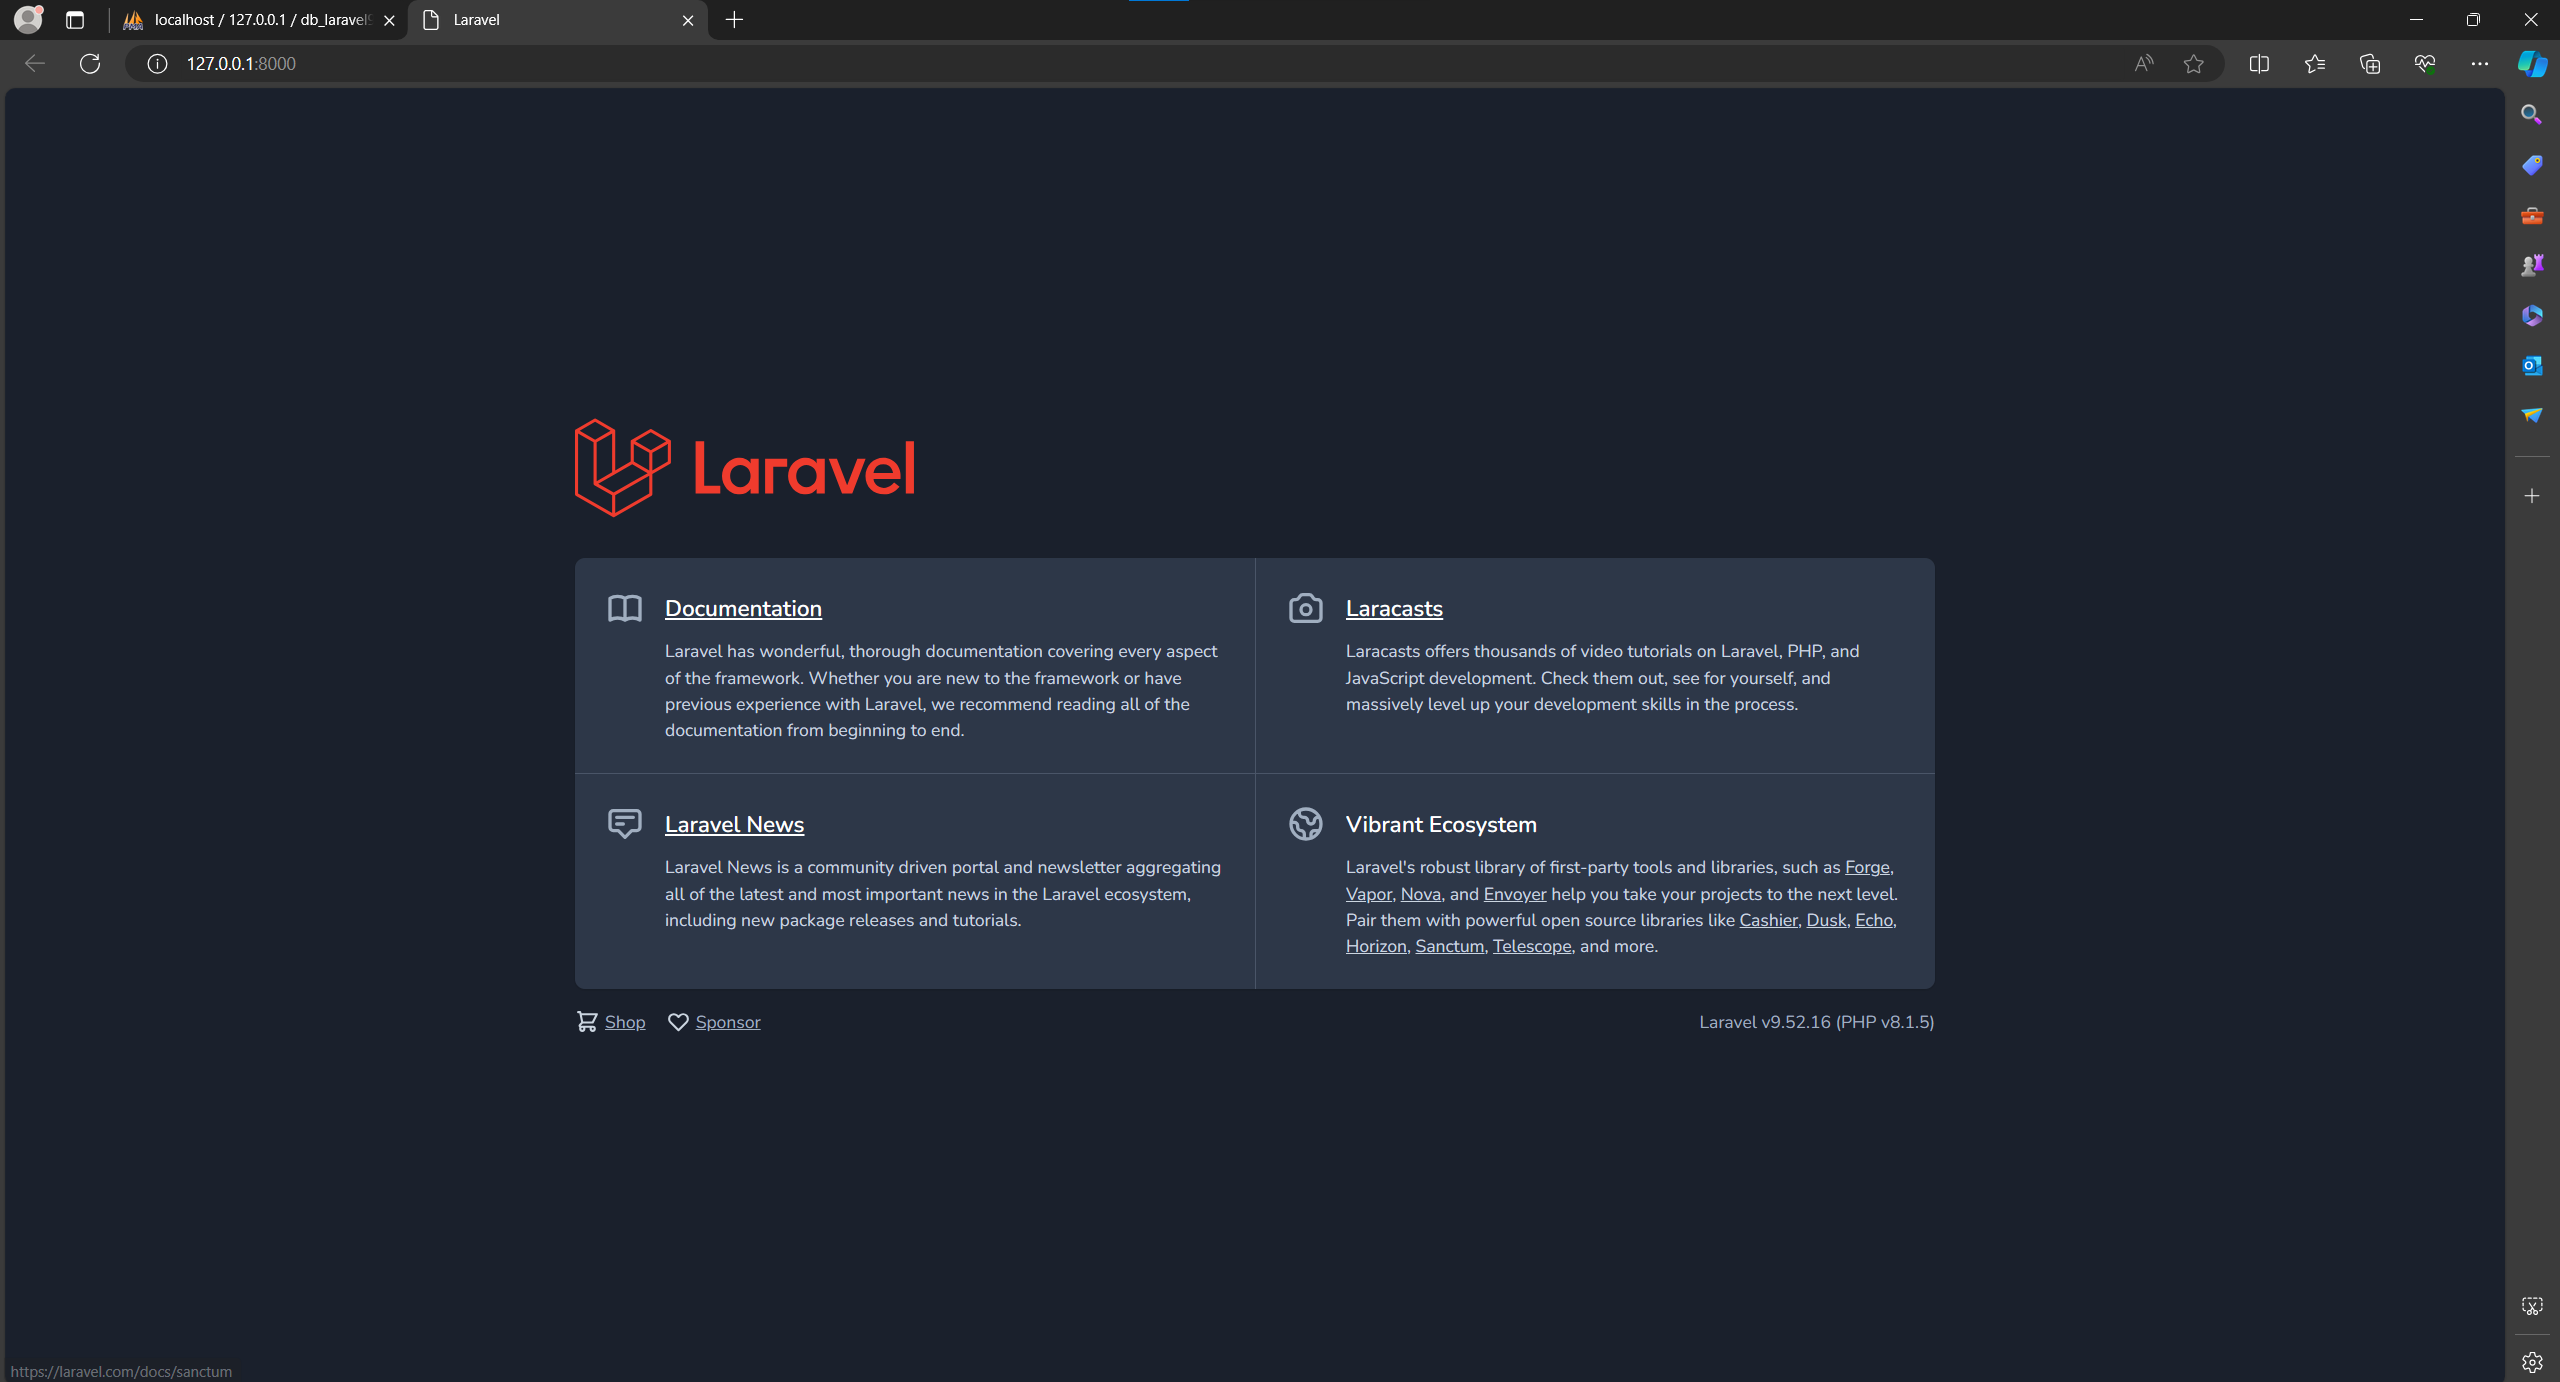 localhost / 127.0.0.1 / db_laravel
Laravel
127.0.0.1:8000
Laravel
Documentation
Laravel has wonderful, thorough documentation covering every aspect
of the framework. Whether you are new to the framework or have
previous experience with Laravel, we recommend reading all of the
documentation from beginning to end.
Laracasts
Laracasts offers thousands of video tutorials on Laravel, PHP, and
JavaScript development. Check them out, see for yourself, and
massively level up your development skills in the process.
Laravel News
Laravel News is a community driven portal and newsletter aggregating
all of the latest and most important news in the Laravel ecosystem,
including new package releases and tutorials.
Vibrant Ecosystem
Laravel's robust library of first-party tools and libraries, such as Forge,
Vapor, Nova, and Envoyer help you take your projects to the next level.
Pair them with powerful open source libraries like Cashier, Dusk, Echo,
Horizon, Sanctum, Telescope, and more.
Shop Sponsor
Laravel v9.52.16 (PHP v8.1.5)
https://laravel.com/docs/sanctum